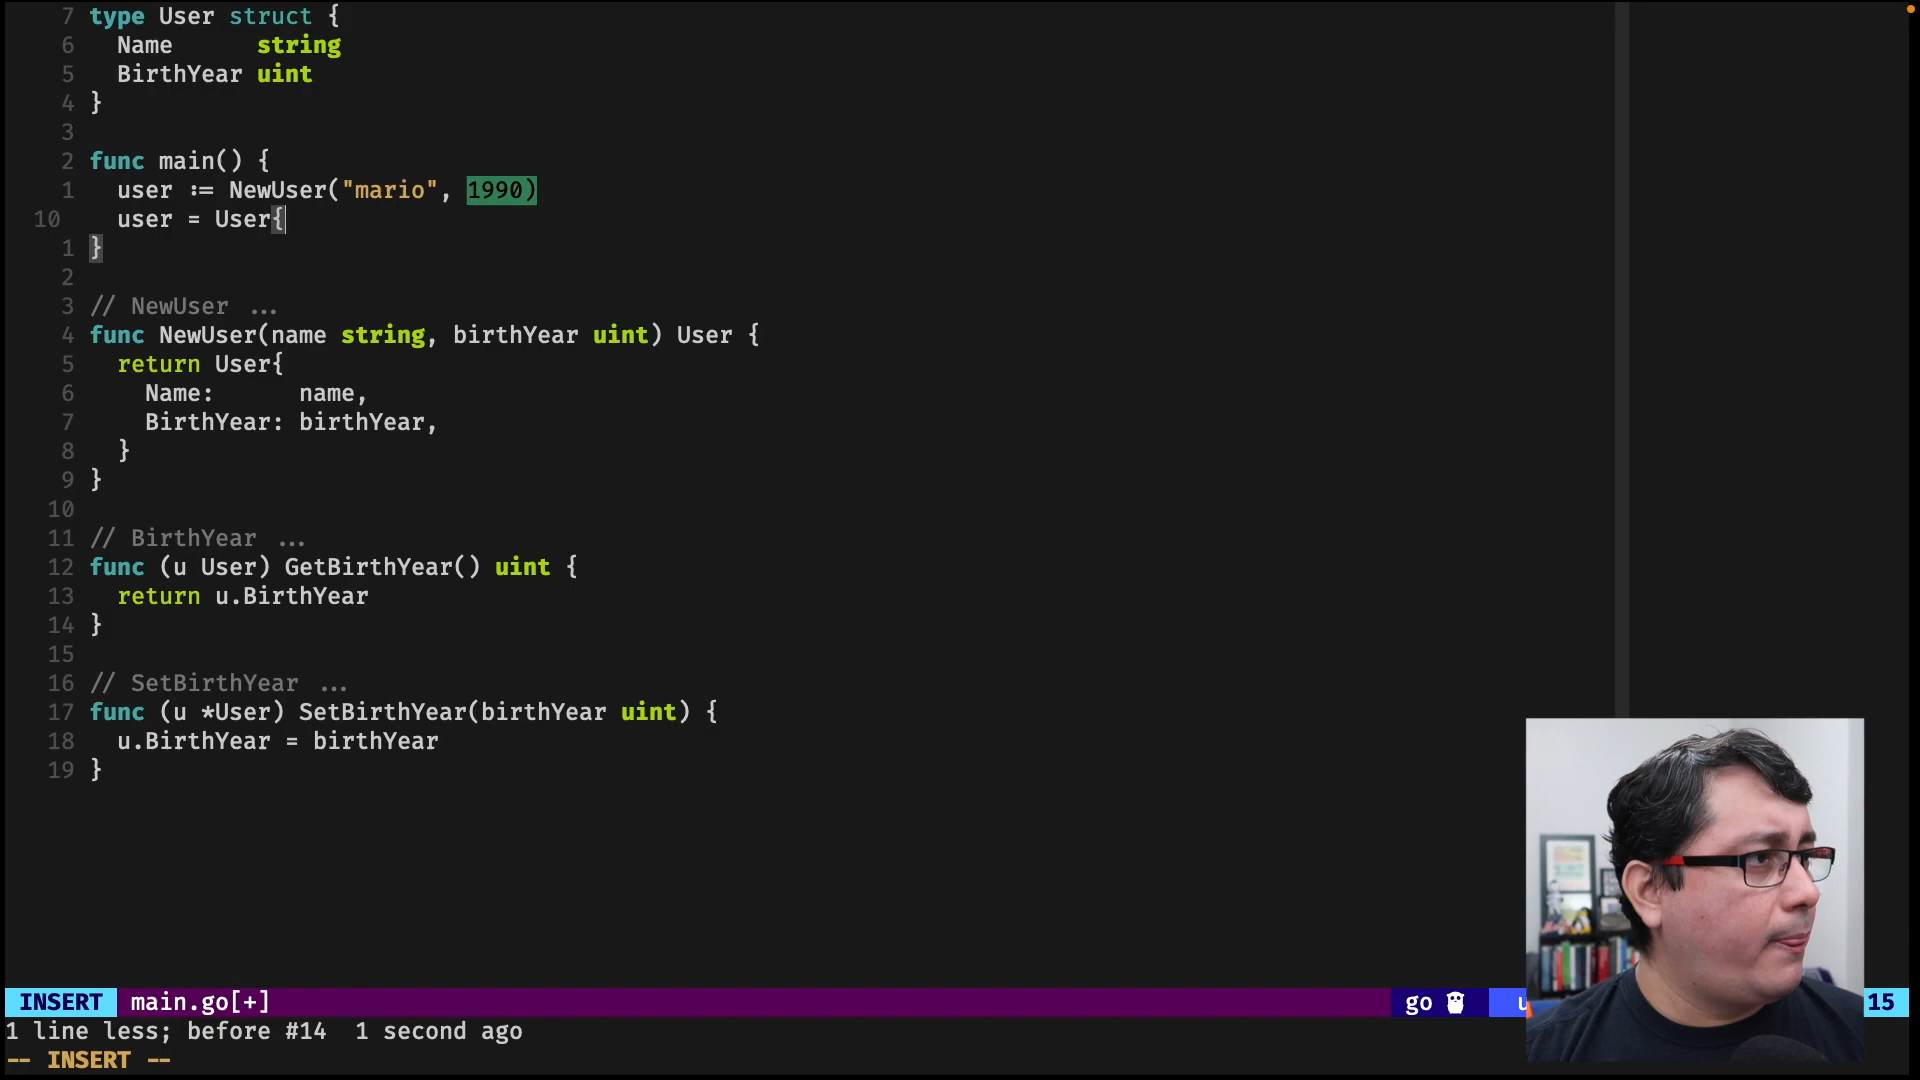 7 type User struct {
6   Name      string
5   BirthYear uint
4 }
3
2 func main() {
1   user := NewUser("mario", 1990)
10   user = User{
1 }
2
3 // NewUser ...
4 func NewUser(name string, birthYear uint) User {
5   return User{
6     Name:      name,
7     BirthYear: birthYear,
8   }
9 }
10
11 // BirthYear ...
12 func (u User) GetBirthYear() uint {
13   return u.BirthYear
14 }
15
16 // SetBirthYear ...
17 func (u *User) SetBirthYear(birthYear uint) {
18   u.BirthYear = birthYear
19 }
INSERT main.go[+] go 15
1 line less; before #14  1 second ago
-- INSERT --